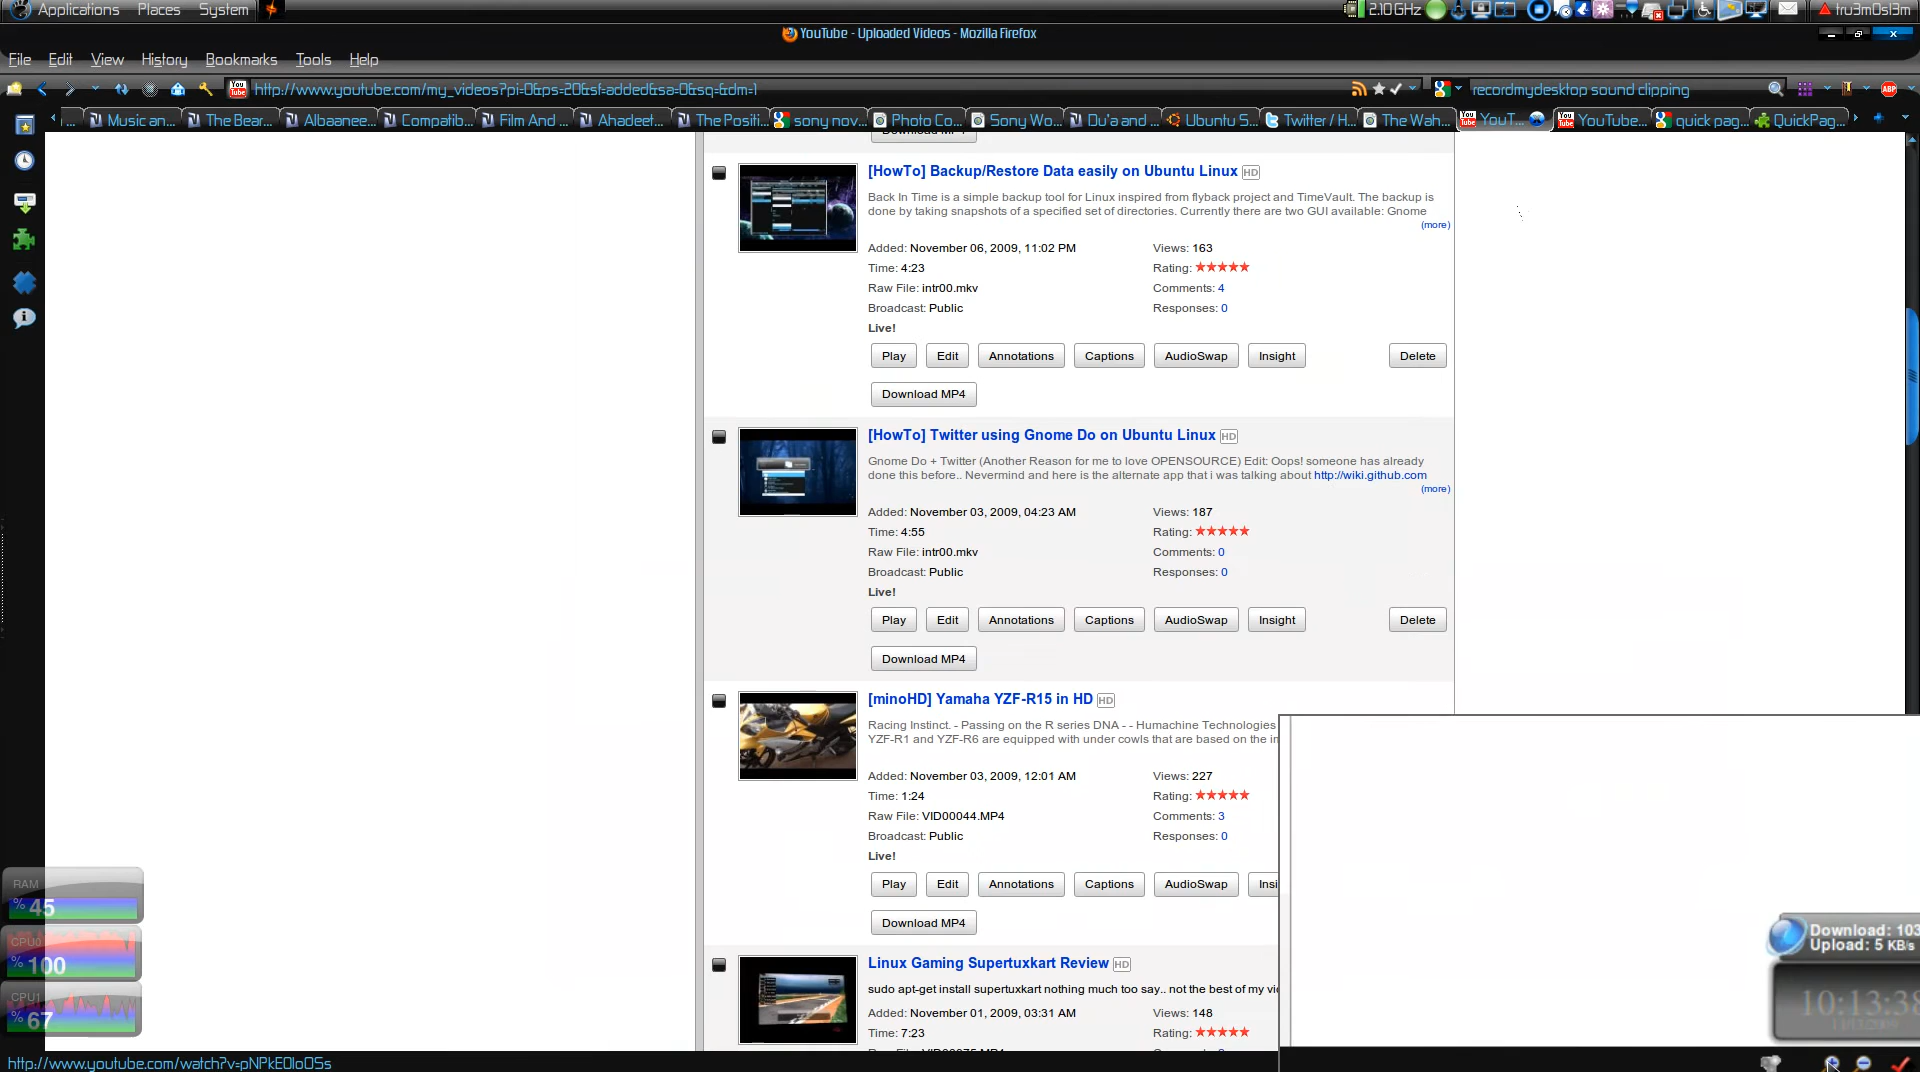 Applications Places System 2.10 GHz tru3m0sl3m
YouTube - Uploaded Videos - Mozilla Firefox
File Edit View History Bookmarks Tools Help
http://www.youtube.com/my_videos?pi=0&ps=20&sf=added&sa=0&sq=&dm=1 recordmydesktop sound clipping ABP
... Music an... The Bear... Albaanee... Compatib... Film And ... Ahadeet... The Positi... sony nov... Photo Co... Sony Wo... Du'a and ... Ubuntu S... Twitter / H... The Wah... YouT... YouTube... quick pag... QuickPag...
Download MP4
[HowTo] Backup/Restore Data easily on Ubuntu Linux HD
Back In Time is a simple backup tool for Linux inspired from flyback project and TimeVault. The backup is
done by taking snapshots of a specified set of directories. Currently there are two GUI available: Gnome
(more)
Added: November 06, 2009, 11:02 PM Views: 163
Time: 4:23 Rating:
Raw File: intr00.mkv Comments: 4
Broadcast: Public Responses: 0
Live!
Play Edit Annotations Captions AudioSwap Insight Delete
Download MP4
[HowTo] Twitter using Gnome Do on Ubuntu Linux HD
Gnome Do + Twitter (Another Reason for me to love OPENSOURCE) Edit: Oops! someone has already
done this before.. Nevermind and here is the alternate app that i was talking about http://wiki.github.com
(more)
Added: November 03, 2009, 04:23 AM Views: 187
Time: 4:55 Rating:
Raw File: intr00.mkv Comments: 0
Broadcast: Public Responses: 0
Live!
Play Edit Annotations Captions AudioSwap Insight Delete
Download MP4
[minoHD] Yamaha YZF-R15 in HD HD
Racing Instinct. - Passing on the R series DNA - - Humachine Technologies
YZF-R1 and YZF-R6 are equipped with under cowls that are based on the
Added: November 03, 2009, 12:01 AM Views: 227
Time: 1:24 Rating:
Raw File: VID00044.MP4 Comments: 3
Broadcast: Public Responses: 0
Live!
Play Edit Annotations Captions AudioSwap Insi
Download MP4
Linux Gaming Supertuxkart Review HD
sudo apt-get install supertuxkart nothing much too say.. not the best of my
Added: November 01, 2009, 03:31 AM Views: 148
Time: 7:23 Rating:
RAM
% 45
CPU0
% 100
CPU1
% 67
Download: 103
Upload: 5 KB/s
10:13:38
http://www.youtube.com/watch?v=pNPkE0lo0Ss